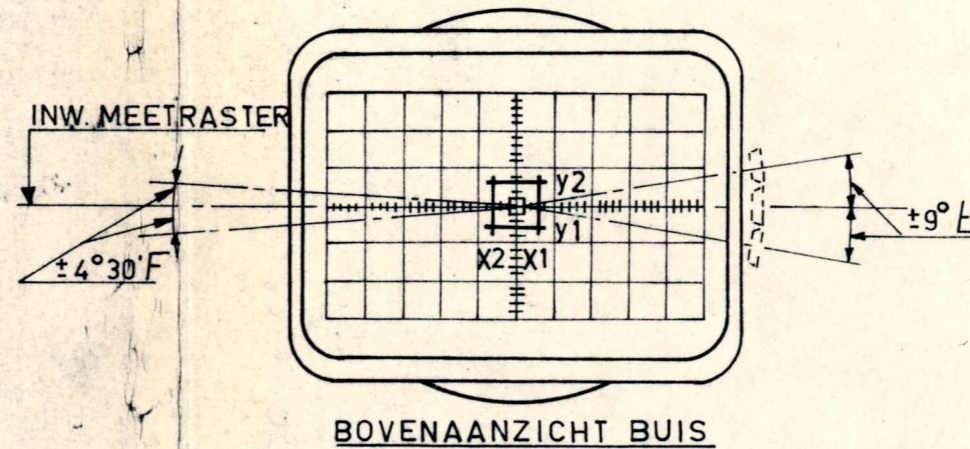 INW. MEETRASTER
y2
y1
X2 X1
±4°30' F
±9° E
BOVENAANZICHT BUIS